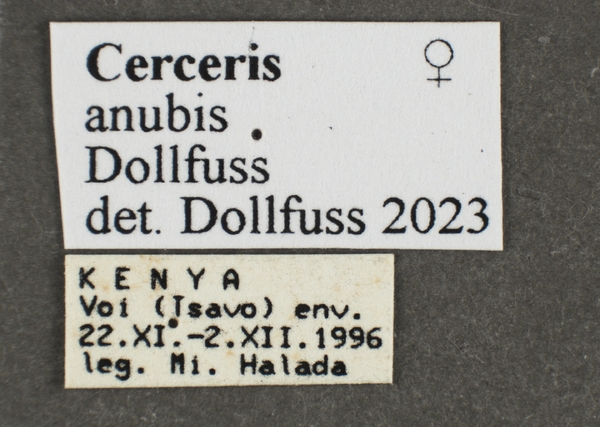 Cerceris ♀
anubis
Dollfuss
det. Dollfuss 2023
K E N Y A
Voi (Tsavo) env.
22.XI.-2.XII.1996
leg. Mi. Halada